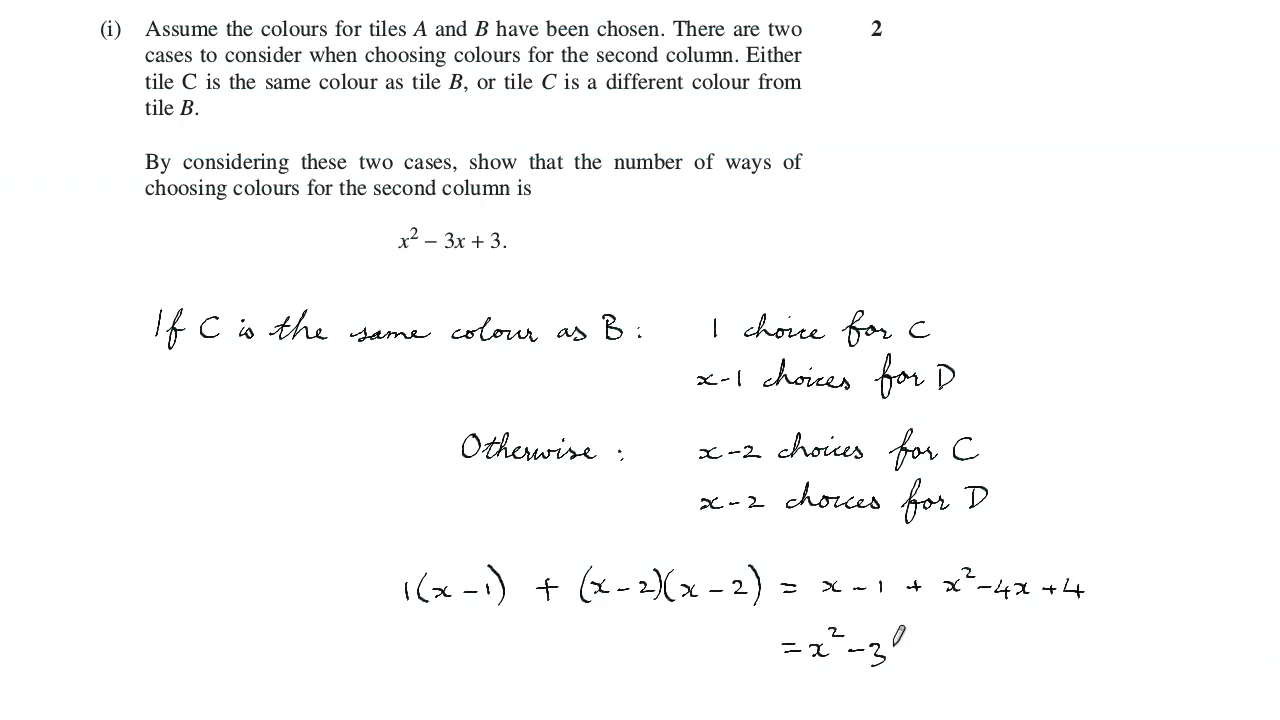 (i) Assume the colours for tiles A and B have been chosen. There are two 2
cases to consider when choosing colours for the second column. Either
tile C is the same colour as tile B, or tile C is a different colour from
tile B.
By considering these two cases, show that the number of ways of
choosing colours for the second column is
x² − 3x + 3.
If C is the same colour as B : 1 choice for C
x-1 choices for D
Otherwise : x-2 choices for C
x-2 choices for D
1(x-1) + (x-2)(x-2) = x-1 + x²-4x+4
= x²-3